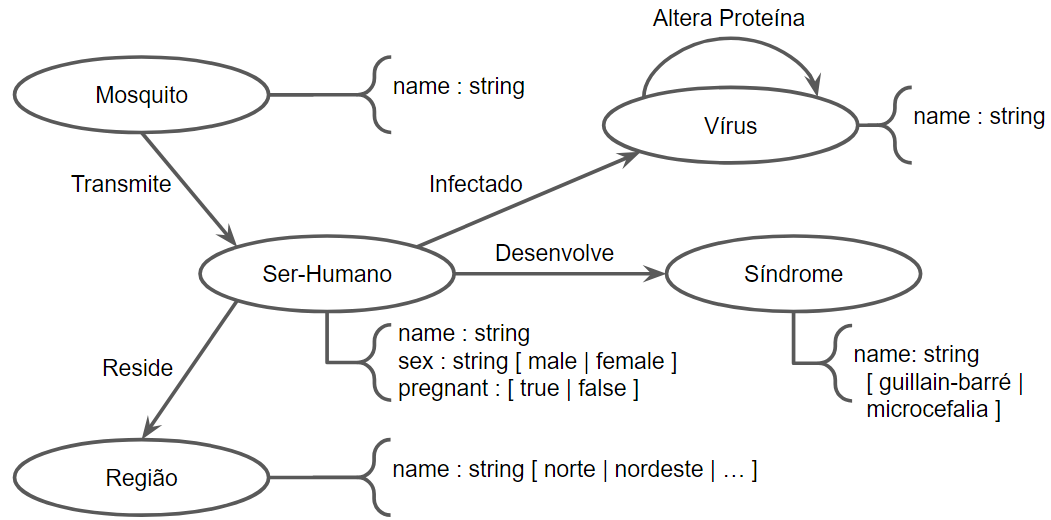 Altera Proteína
Mosquito
name : string
Vírus
name : string
Transmite
Infectado
Ser-Humano
Desenvolve
Síndrome
name : string
sex : string [ male | female ]
pregnant : [ true | false ]
name: string
[ guillain-barré |
microcefalia ]
Reside
Região
name : string [ norte | nordeste | … ]